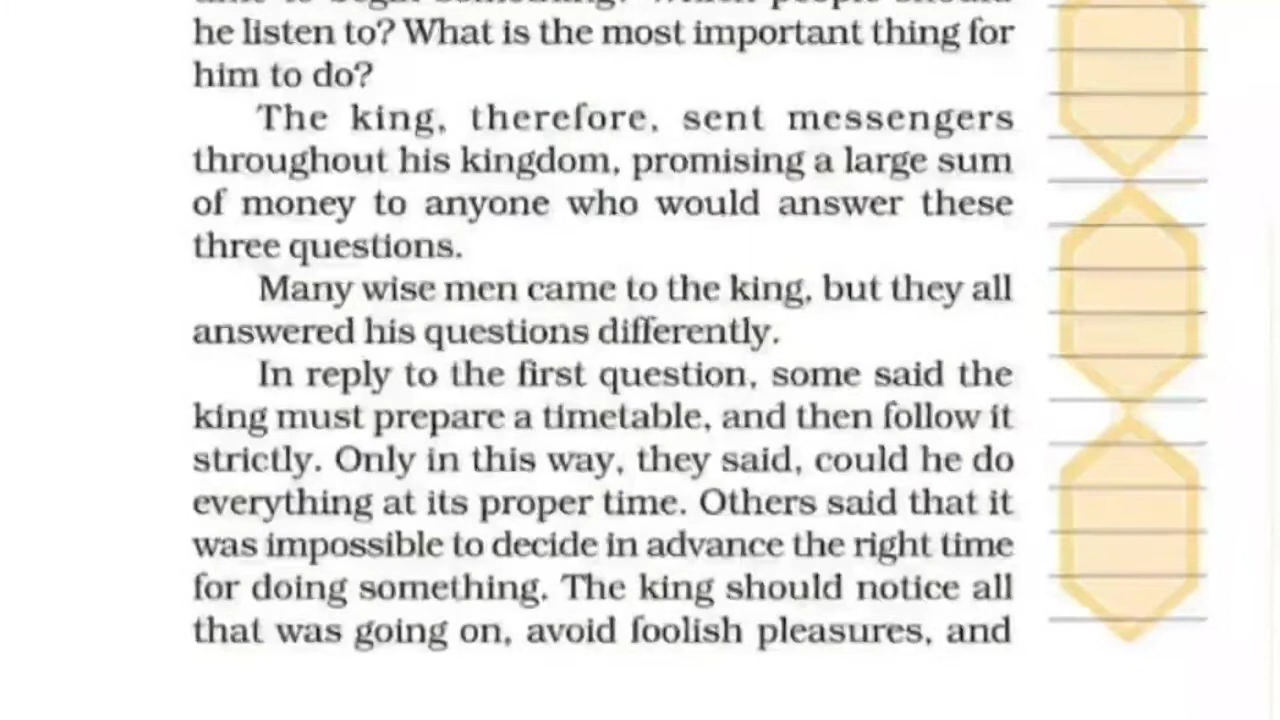 he listen to? What is the most important thing for
him to do?
The king, therefore, sent messengers
throughout his kingdom, promising a large sum
of money to anyone who would answer these
three questions.
Many wise men came to the king, but they all
answered his questions differently.
In reply to the first question, some said the
king must prepare a timetable, and then follow it
strictly. Only in this way, they said, could he do
everything at its proper time. Others said that it
was impossible to decide in advance the right time
for doing something. The king should notice all
that was going on, avoid foolish pleasures, and